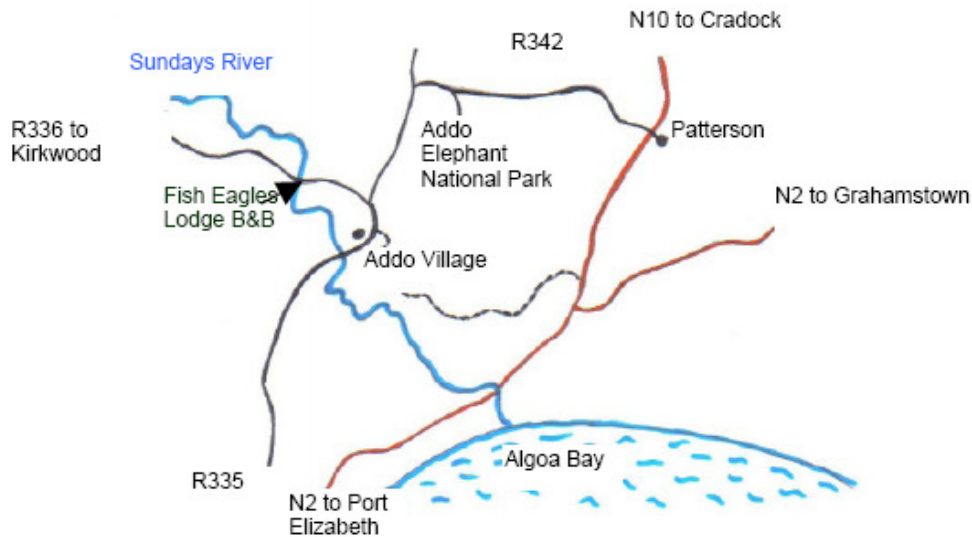 N10 to Cradock
R342
Sundays River
R336 to
Kirkwood
Addo
Elephant
National Park
Patterson
Fish Eagles
Lodge B&B
N2 to Grahamstown
Addo Village
Algoa Bay
R335
N2 to Port
Elizabeth